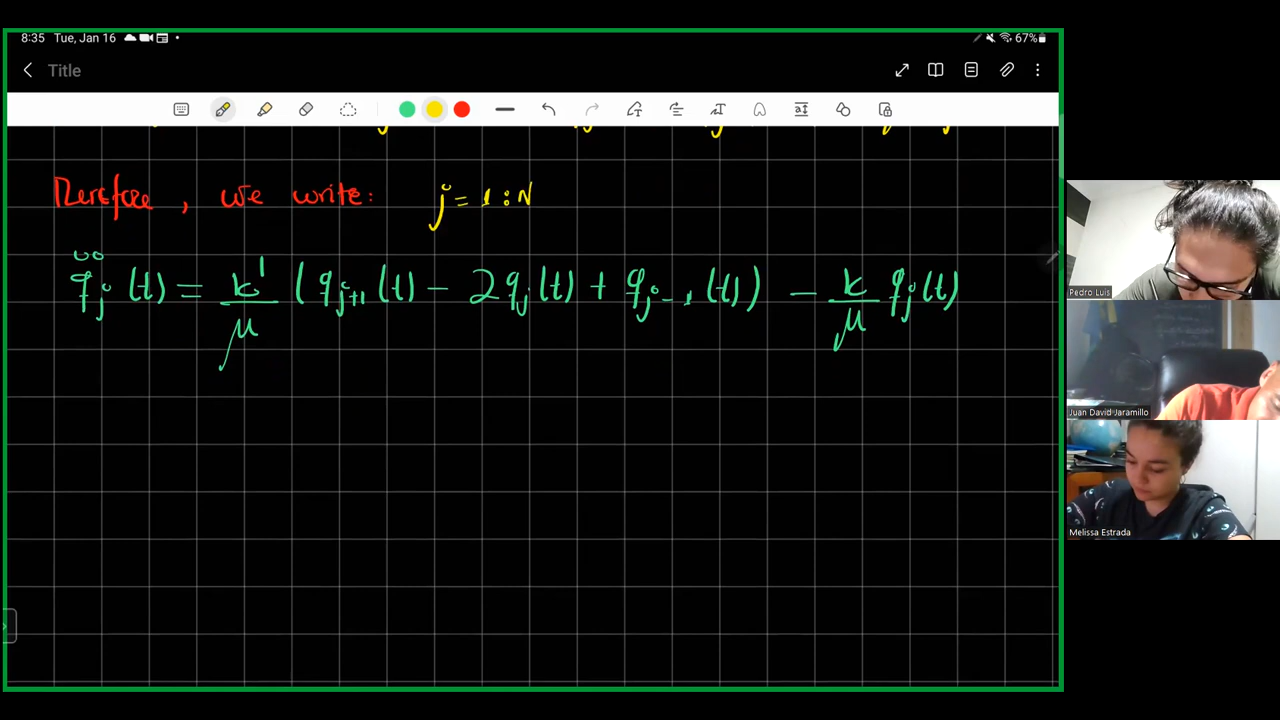 8:35 Tue, Jan 16
67%
Title
Therefore, we write: j = 1 : N
q̈ⱼ(t) = k'/μ (qⱼ₊₁(t) − 2qⱼ(t) + qⱼ₋₁(t)) − k/μ qⱼ(t)
Pedro Luis
Juan David Jaramillo
Melissa Estrada